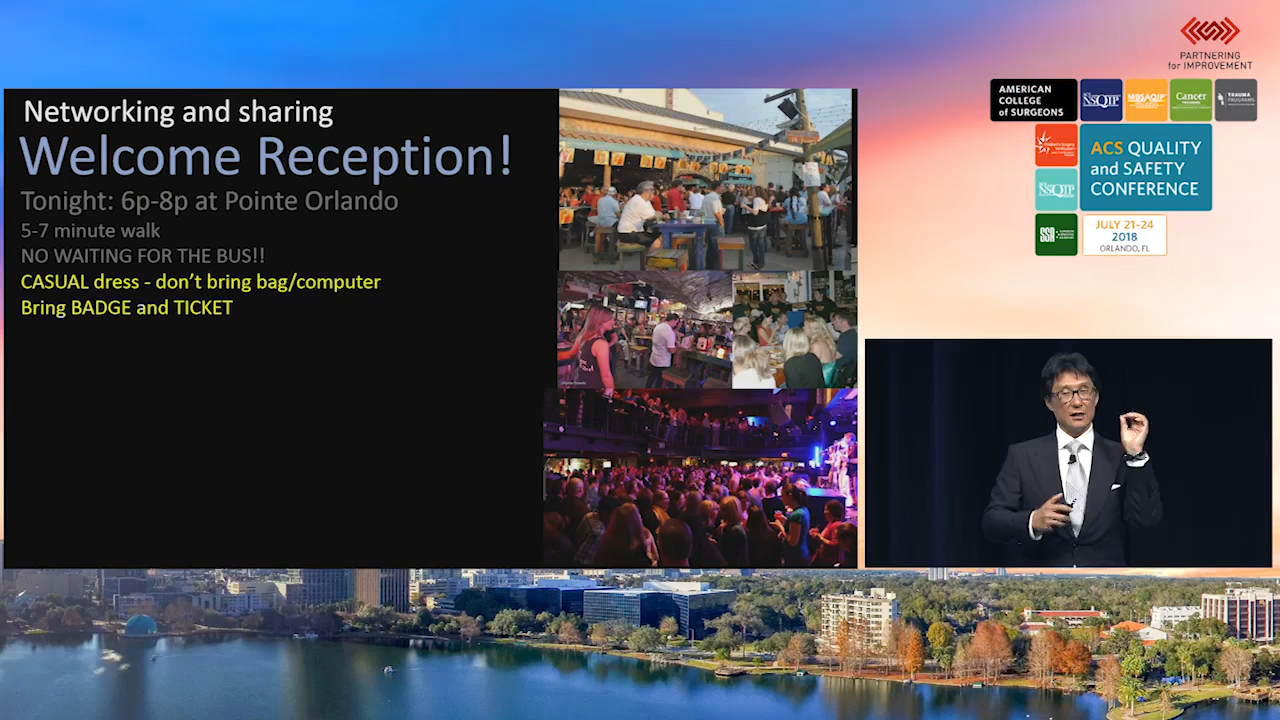 Networking and sharing
Welcome Reception!
Tonight: 6p-8p at Pointe Orlando
5-7 minute walk
NO WAITING FOR THE BUS!!
CASUAL dress - don't bring bag/computer
Bring BADGE and TICKET
PARTNERING
for IMPROVEMENT
AMERICAN
COLLEGE
of SURGEONS
NSQIP
MBSAQIP
Cancer
PROGRAMS
TRAUMA
PROGRAMS
ACS QUALITY
and SAFETY
CONFERENCE
NSQIP
SSR
JULY 21-24
2018
ORLANDO, FL